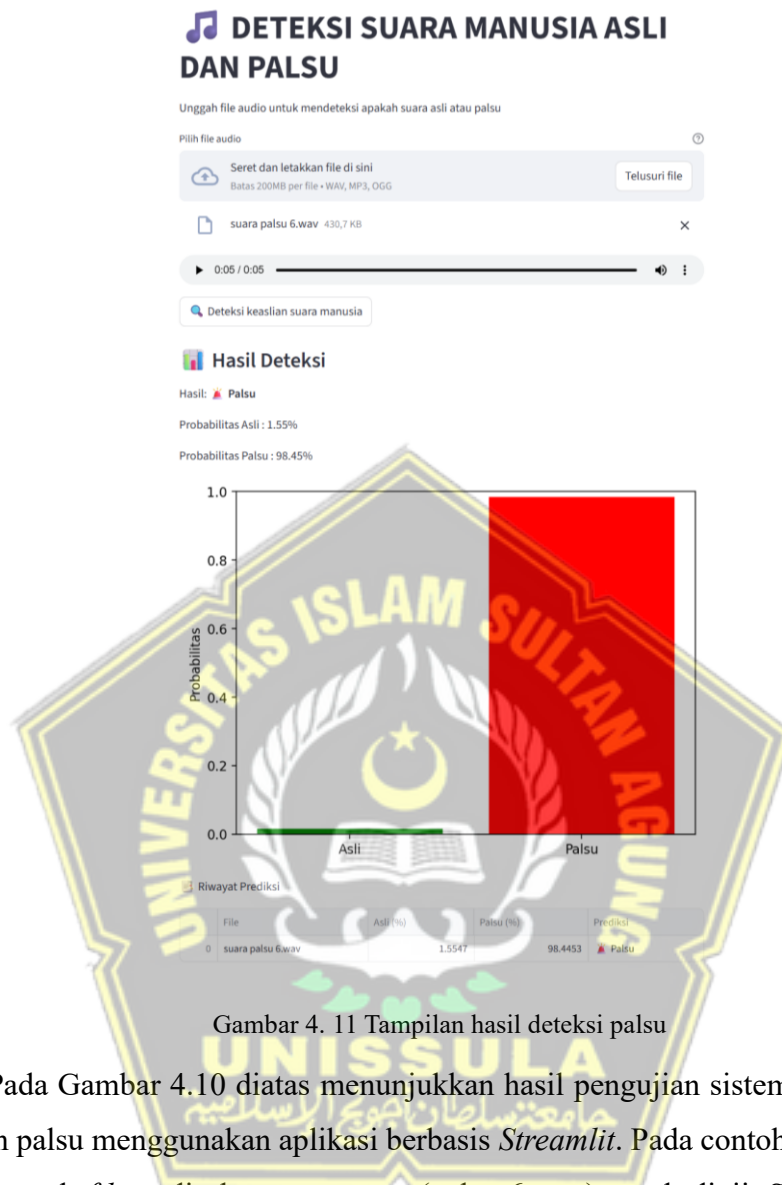 🎵 DETEKSI SUARA MANUSIA ASLI
DAN PALSU
Unggah file audio untuk mendeteksi apakah suara asli atau palsu
Pilih file audio
Seret dan letakkan file di sini
Batas 200MB per file • WAV, MP3, OGG
Telusuri file
suara palsu 6.wav 430,7 KB
0:05 / 0:05
🔍 Deteksi keaslian suara manusia
📊 Hasil Deteksi
Hasil: 🚨 Palsu
Probabilitas Asli : 1.55%
Probabilitas Palsu : 98.45%
1.0
0.8
0.6
0.4
0.2
0.0
Probabilitas
Asli
Palsu
UNIVERSITAS ISLAM SULTAN AGUNG
Riwayat Prediksi
File Asli (%) Palsu (%) Prediksi
0 suara palsu 6.wav 1.5547 98.4453 🚨 Palsu
Gambar 4. 11 Tampilan hasil deteksi palsu
UNISSULA
جامعتسلطان أجونج الإسلامية
Pada Gambar 4.10 diatas menunjukkan hasil pengujian sistem
palsu menggunakan aplikasi berbasis Streamlit. Pada contoh